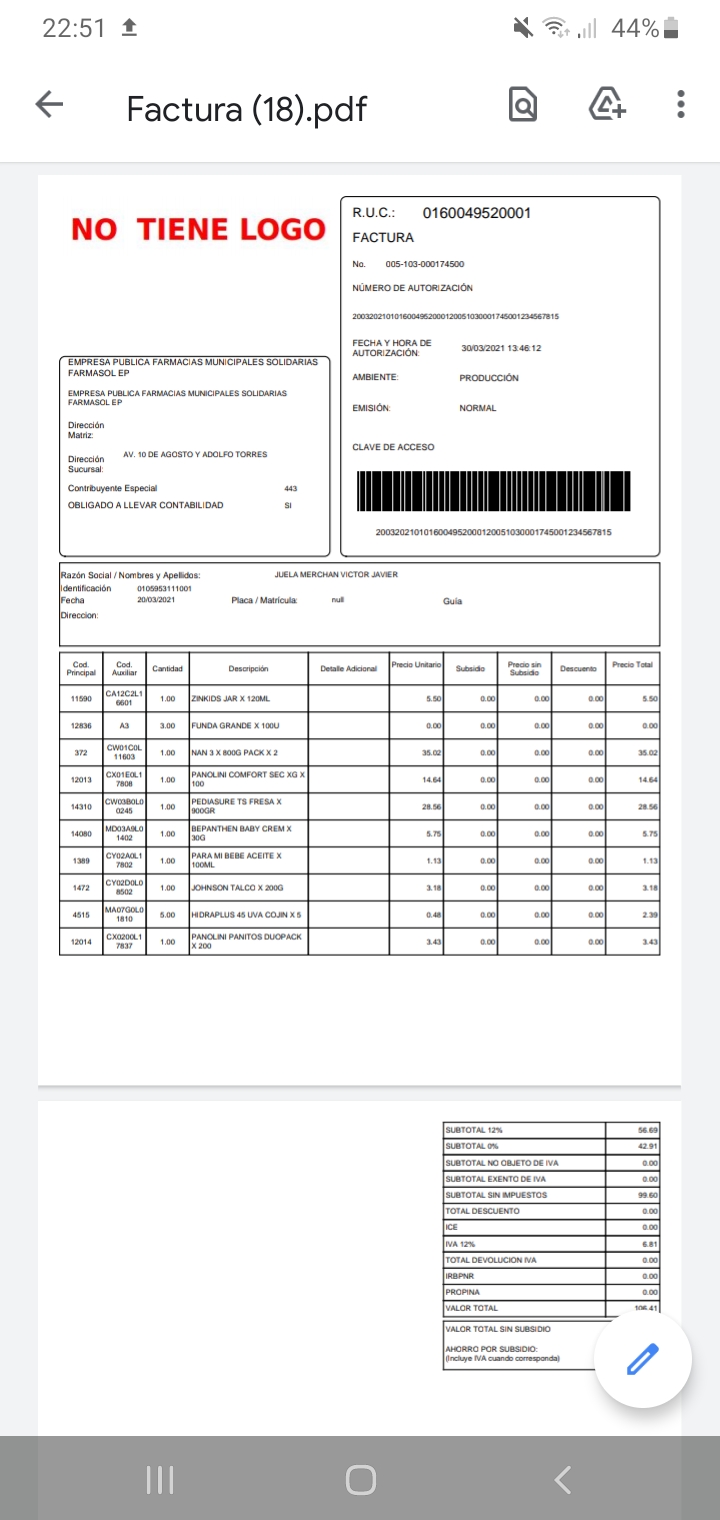 22:51 44%
Factura (18).pdf
NO TIENE LOGO
R.U.C.: 0160049520001
FACTURA
No. 005-103-000174500
NÚMERO DE AUTORIZACIÓN
2003202101016004952000120051030001745001234567815
FECHA Y HORA DE
AUTORIZACIÓN: 30/03/2021 13:46:12
AMBIENTE: PRODUCCIÓN
EMISIÓN: NORMAL
CLAVE DE ACCESO
2003202101016004952000120051030001745001234567815
EMPRESA PUBLICA FARMACIAS MUNICIPALES SOLIDARIAS
FARMASOL EP
EMPRESA PUBLICA FARMACIAS MUNICIPALES SOLIDARIAS
FARMASOL EP
Dirección
Matriz:
Dirección AV. 10 DE AGOSTO Y ADOLFO TORRES
Sucursal:
Contribuyente Especial 443
OBLIGADO A LLEVAR CONTABILIDAD SI
Razón Social / Nombres y Apellidos: JUELA MERCHAN VICTOR JAVIER
Identificación 0105953111001
Fecha 20/03/2021 Placa / Matrícula: null Guía
Direccion:
Cod. Principal Cod. Auxiliar Cantidad Descripción Detalle Adicional Precio Unitario Subsidio Precio sin Subsidio Descuento Precio Total
11590 CA12C2L16601 1.00 ZINKIDS JAR X 120ML 5.50 0.00 0.00 0.00 5.50
12836 A3 3.00 FUNDA GRANDE X 100U 0.00 0.00 0.00 0.00 0.00
372 CW01C0L11603 1.00 NAN 3 X 800G PACK X 2 35.02 0.00 0.00 0.00 35.02
12013 CX01E0L17808 1.00 PANOLINI COMFORT SEC XG X 100 14.64 0.00 0.00 0.00 14.64
14310 CW03B0L00245 1.00 PEDIASURE TS FRESA X 900GR 28.56 0.00 0.00 0.00 28.56
14080 MD03A9L01402 1.00 BEPANTHEN BABY CREM X 30G 5.75 0.00 0.00 0.00 5.75
1389 CY02A0L17802 1.00 PARA MI BEBE ACEITE X 100ML 1.13 0.00 0.00 0.00 1.13
1472 CY02D0L08502 1.00 JOHNSON TALCO X 200G 3.18 0.00 0.00 0.00 3.18
4515 MA07G0L01810 5.00 HIDRAPLUS 45 UVA COJIN X 5 0.48 0.00 0.00 0.00 2.39
12014 CX0200L17837 1.00 PANOLINI PANITOS DUOPACK X 200 3.43 0.00 0.00 0.00 3.43
SUBTOTAL 12% 56.69
SUBTOTAL 0% 42.91
SUBTOTAL NO OBJETO DE IVA 0.00
SUBTOTAL EXENTO DE IVA 0.00
SUBTOTAL SIN IMPUESTOS 99.60
TOTAL DESCUENTO 0.00
ICE 0.00
IVA 12% 6.81
TOTAL DEVOLUCION IVA 0.00
IRBPNR 0.00
PROPINA 0.00
VALOR TOTAL 106.41
VALOR TOTAL SIN SUBSIDIO
AHORRO POR SUBSIDIO:
(Incluye IVA cuando corresponda)